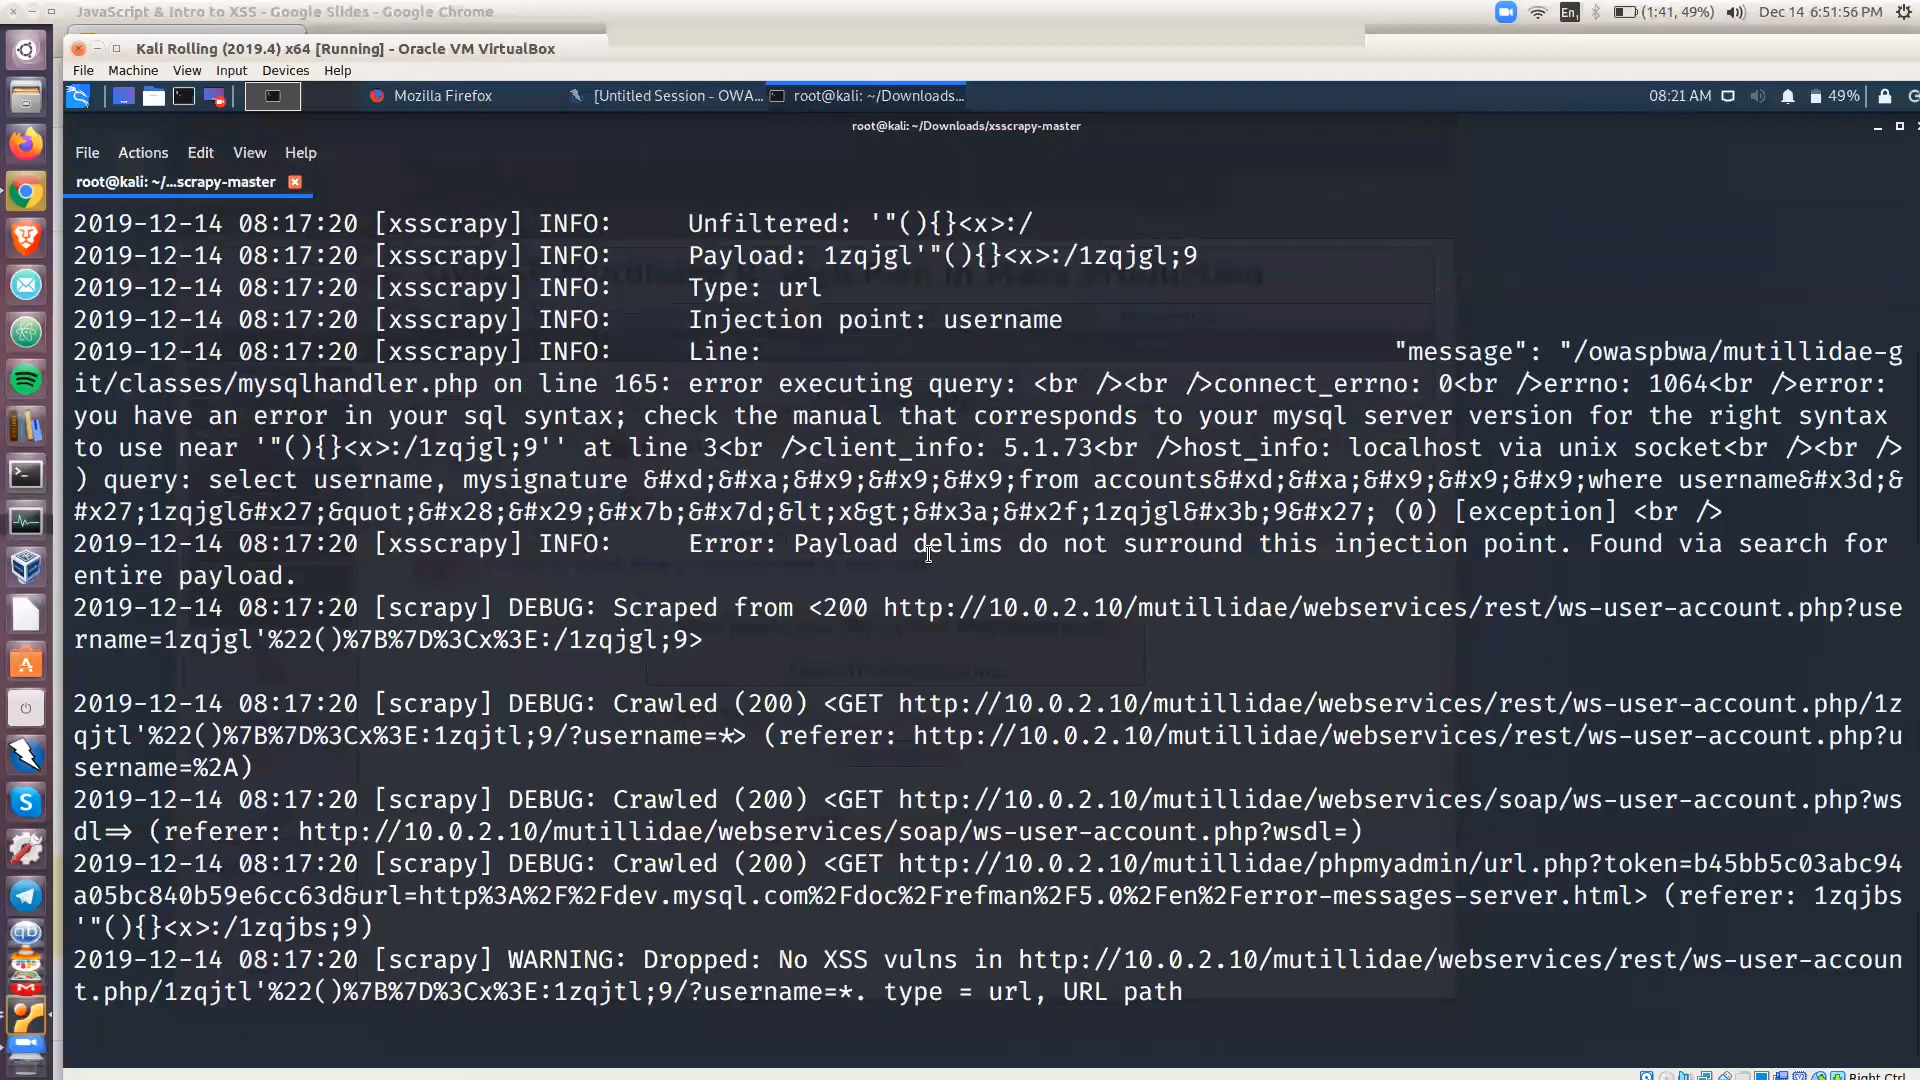 JavaScript & Intro to XSS - Google Slides - Google Chrome
En
(1:41, 49%)
Dec 14 6:51:56 PM
Kali Rolling (2019.4) x64 [Running] - Oracle VM VirtualBox
File Machine View Input Devices Help
Mozilla Firefox
[Untitled Session - OWA...
root@kali: ~/Downloads...
08:21 AM
49%
root@kali: ~/Downloads/xsscrapy-master
File Actions Edit View Help
root@kali: ~/...scrapy-master
2019-12-14 08:17:20 [xsscrapy] INFO: Unfiltered: '"(){}<x>:/
2019-12-14 08:17:20 [xsscrapy] INFO: Payload: 1zqjgl'"(){}<x>:/1zqjgl;9
2019-12-14 08:17:20 [xsscrapy] INFO: Type: url
2019-12-14 08:17:20 [xsscrapy] INFO: Injection point: username
2019-12-14 08:17:20 [xsscrapy] INFO: Line: "message": "/owaspbwa/mutillidae-g
it/classes/mysqlhandler.php on line 165: error executing query: <br /><br />connect_errno: 0<br />errno: 1064<br />error:
you have an error in your sql syntax; check the manual that corresponds to your mysql server version for the right syntax
to use near '"(){}<x>:/1zqjgl;9'' at line 3<br />client_info: 5.1.73<br />host_info: localhost via unix socket<br /><br />
) query: select username, mysignature &#xd;&#xa;&#x9;&#x9;&#x9;from accounts&#xd;&#xa;&#x9;&#x9;&#x9;where username&#x3d;&
#x27;1zqjgl&#x27;&quot;&#x28;&#x29;&#x7b;&#x7d;&lt;x&gt;&#x3a;&#x2f;1zqjgl&#x3b;9&#x27; (0) [exception] <br />
2019-12-14 08:17:20 [xsscrapy] INFO: Error: Payload delims do not surround this injection point. Found via search for
entire payload.
2019-12-14 08:17:20 [scrapy] DEBUG: Scraped from <200 http://10.0.2.10/mutillidae/webservices/rest/ws-user-account.php?use
rname=1zqjgl'%22()%7B%7D%3Cx%3E:/1zqjgl;9>
2019-12-14 08:17:20 [scrapy] DEBUG: Crawled (200) <GET http://10.0.2.10/mutillidae/webservices/rest/ws-user-account.php/1z
qjtl'%22()%7B%7D%3Cx%3E:1zqjtl;9/?username=*> (referer: http://10.0.2.10/mutillidae/webservices/rest/ws-user-account.php?u
sername=%2A)
2019-12-14 08:17:20 [scrapy] DEBUG: Crawled (200) <GET http://10.0.2.10/mutillidae/webservices/soap/ws-user-account.php?ws
dl=> (referer: http://10.0.2.10/mutillidae/webservices/soap/ws-user-account.php?wsdl=)
2019-12-14 08:17:20 [scrapy] DEBUG: Crawled (200) <GET http://10.0.2.10/mutillidae/phpmyadmin/url.php?token=b45bb5c03abc94
a05bc840b59e6cc63d&url=http%3A%2F%2Fdev.mysql.com%2Fdoc%2Frefman%2F5.0%2Fen%2Ferror-messages-server.html> (referer: 1zqjbs
'"(){}<x>:/1zqjbs;9)
2019-12-14 08:17:20 [scrapy] WARNING: Dropped: No XSS vulns in http://10.0.2.10/mutillidae/webservices/rest/ws-user-accoun
t.php/1zqjtl'%22()%7B%7D%3Cx%3E:1zqjtl;9/?username=*. type = url, URL path
Right Ctrl